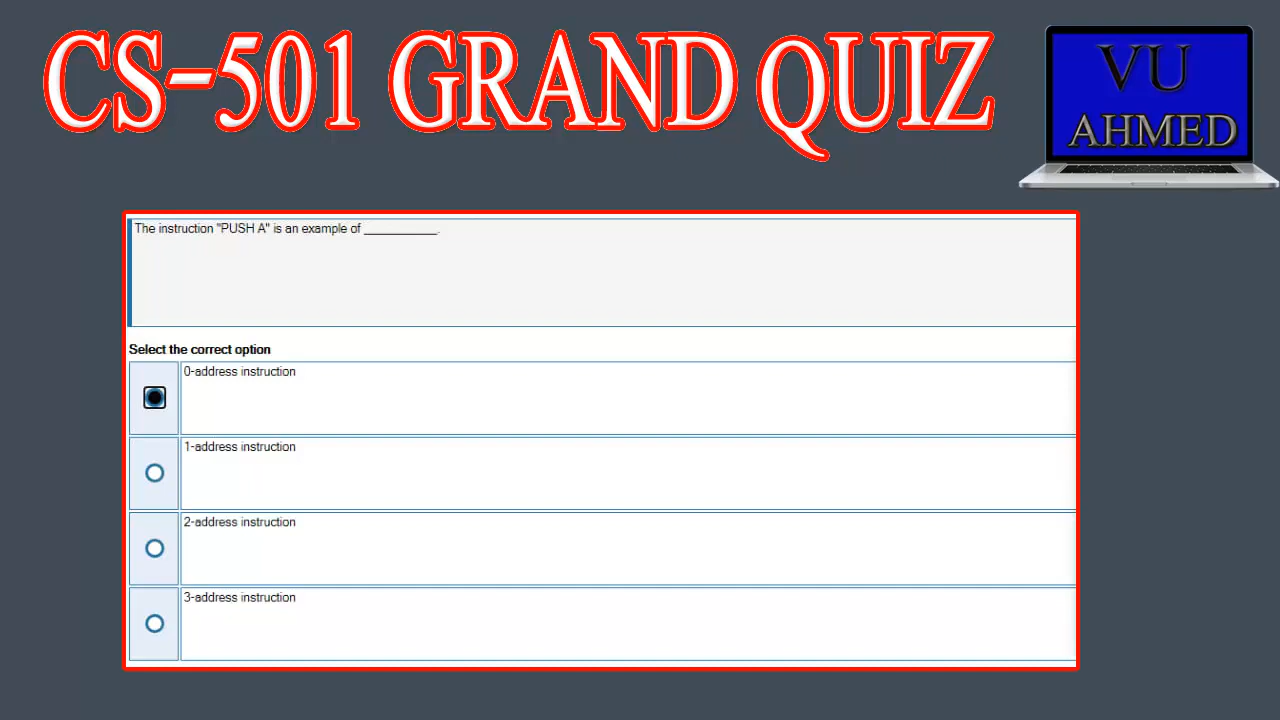 CS-501 GRAND QUIZ
VU
AHMED
The instruction "PUSH A" is an example of ___________.
Select the correct option
0-address instruction
1-address instruction
2-address instruction
3-address instruction